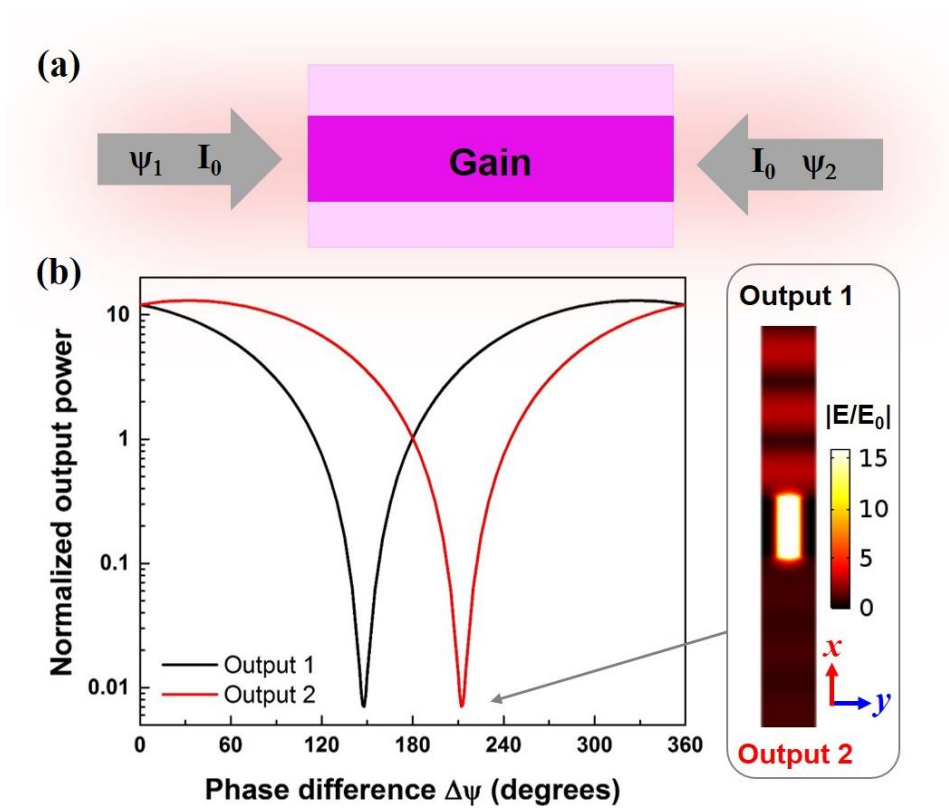 (a)
ψ₁ I₀
Gain
I₀ ψ₂
(b)
Normalized output power
10
1
0.1
0.01
Output 1
Output 2
0 60 120 180 240 300 360
Phase difference Δψ (degrees)
Output 1
|E/E₀|
15
10
5
0
x
y
Output 2